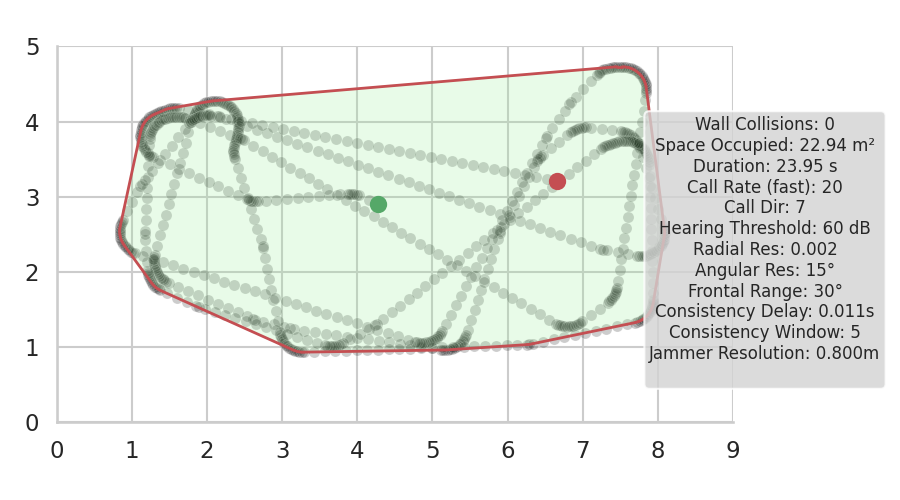 5
4
3
2
1
0
0 1 2 3 4 5 6 7 8 9
Wall Collisions: 0
Space Occupied: 22.94 m²
Duration: 23.95 s
Call Rate (fast): 20
Call Dir: 7
Hearing Threshold: 60 dB
Radial Res: 0.002
Angular Res: 15°
Frontal Range: 30°
Consistency Delay: 0.011s
Consistency Window: 5
Jammer Resolution: 0.800m